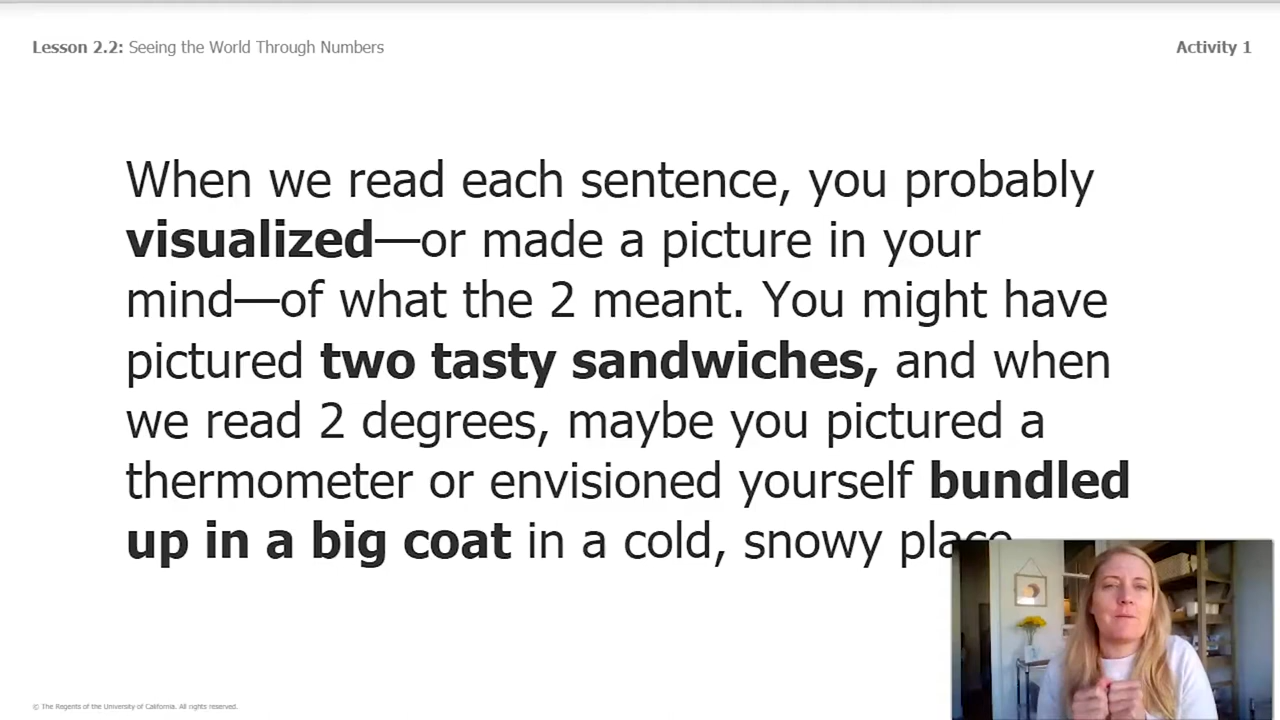 Lesson 2.2: Seeing the World Through Numbers
Activity 1
When we read each sentence, you probably
visualized—or made a picture in your
mind—of what the 2 meant. You might have
pictured two tasty sandwiches, and when
we read 2 degrees, maybe you pictured a
thermometer or envisioned yourself bundled
up in a big coat in a cold, snowy place
© The Regents of the University of California. All rights reserved.